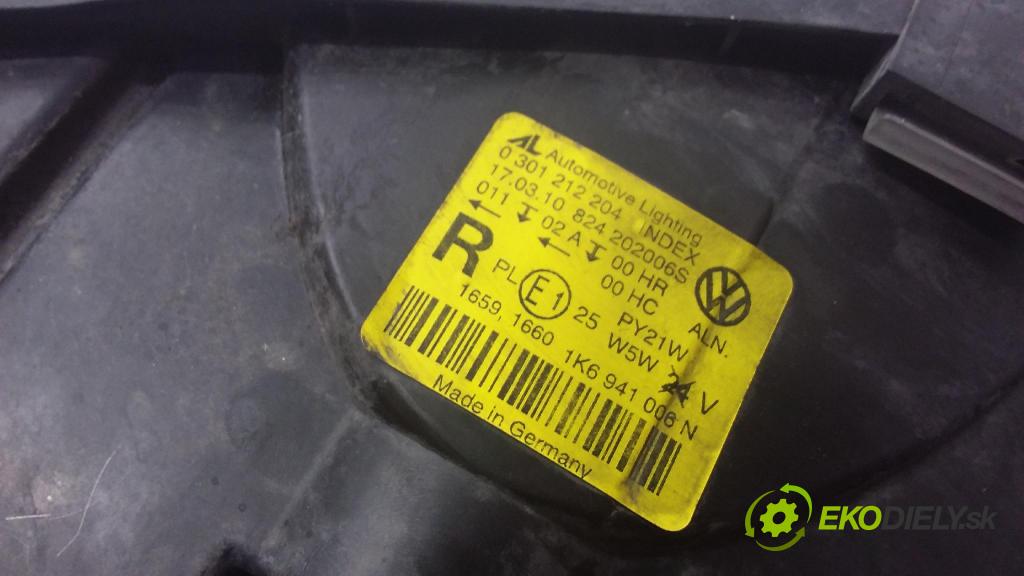 AL Automotive Lighting
0 301 212 204 INDEX
17.03.10 824 202006S
011 02 A 00 HR
00 HC ALN.
R PL E1 25 PY21W
W5W 24 V
1659, 1660 1K6 941 006 N
Made in Germany
EKODIELY.sk